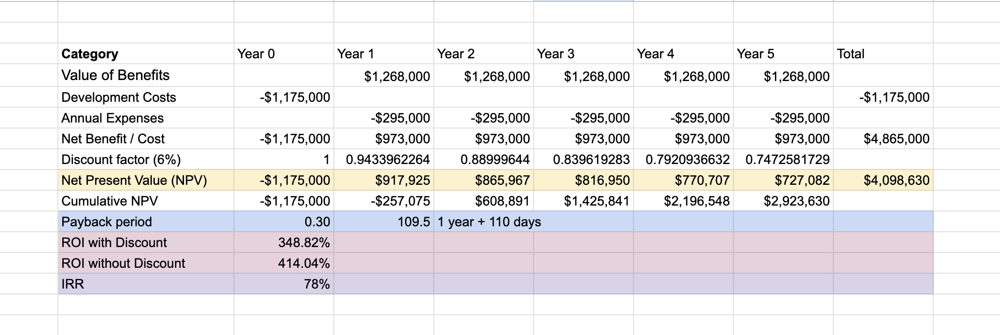 Category Year 0 Year 1 Year 2 Year 3 Year 4 Year 5 Total
Value of Benefits $1,268,000 $1,268,000 $1,268,000 $1,268,000 $1,268,000
Development Costs -$1,175,000 -$1,175,000
Annual Expenses -$295,000 -$295,000 -$295,000 -$295,000 -$295,000
Net Benefit / Cost -$1,175,000 $973,000 $973,000 $973,000 $973,000 $973,000 $4,865,000
Discount factor (6%) 1 0.9433962264 0.88999644 0.839619283 0.7920936632 0.7472581729
Net Present Value (NPV) -$1,175,000 $917,925 $865,967 $816,950 $770,707 $727,082 $4,098,630
Cumulative NPV -$1,175,000 -$257,075 $608,891 $1,425,841 $2,196,548 $2,923,630
Payback period 0.30 109.5 1 year + 110 days
ROI with Discount 348.82%
ROI without Discount 414.04%
IRR 78%